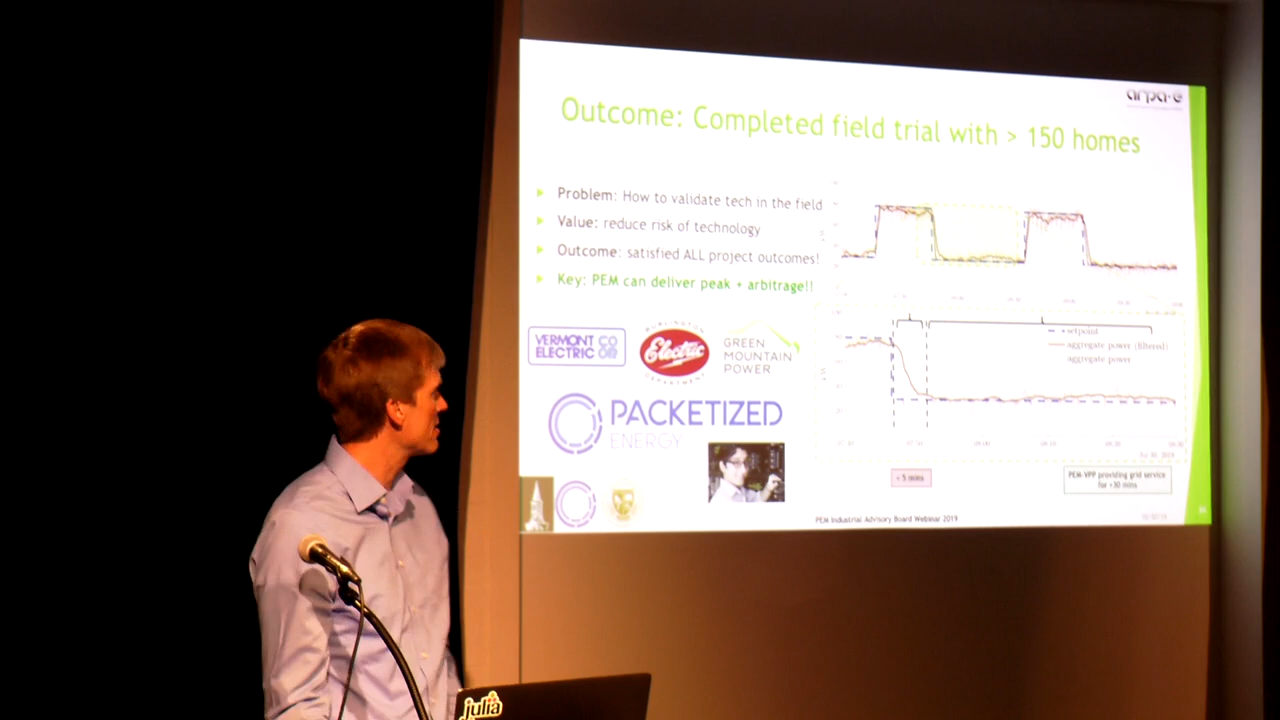 arpa·e
Outcome: Completed field trial with > 150 homes
Problem: How to validate tech in the field
Value: reduce risk of technology
Outcome: satisfied ALL project outcomes!
Key: PEM can deliver peak + arbitrage!!
VERMONT CO
ELECTRIC OP
BURLINGTON
Electric
DEPARTMENT
GREEN
MOUNTAIN
POWER
PACKETIZED
ENERGY
setpoint
aggregate power (filtered)
aggregate power
< 5 mins
PEM VPP providing grid service
for >30 mins
PEM Industrial Advisory Board Webinar 2019
julia